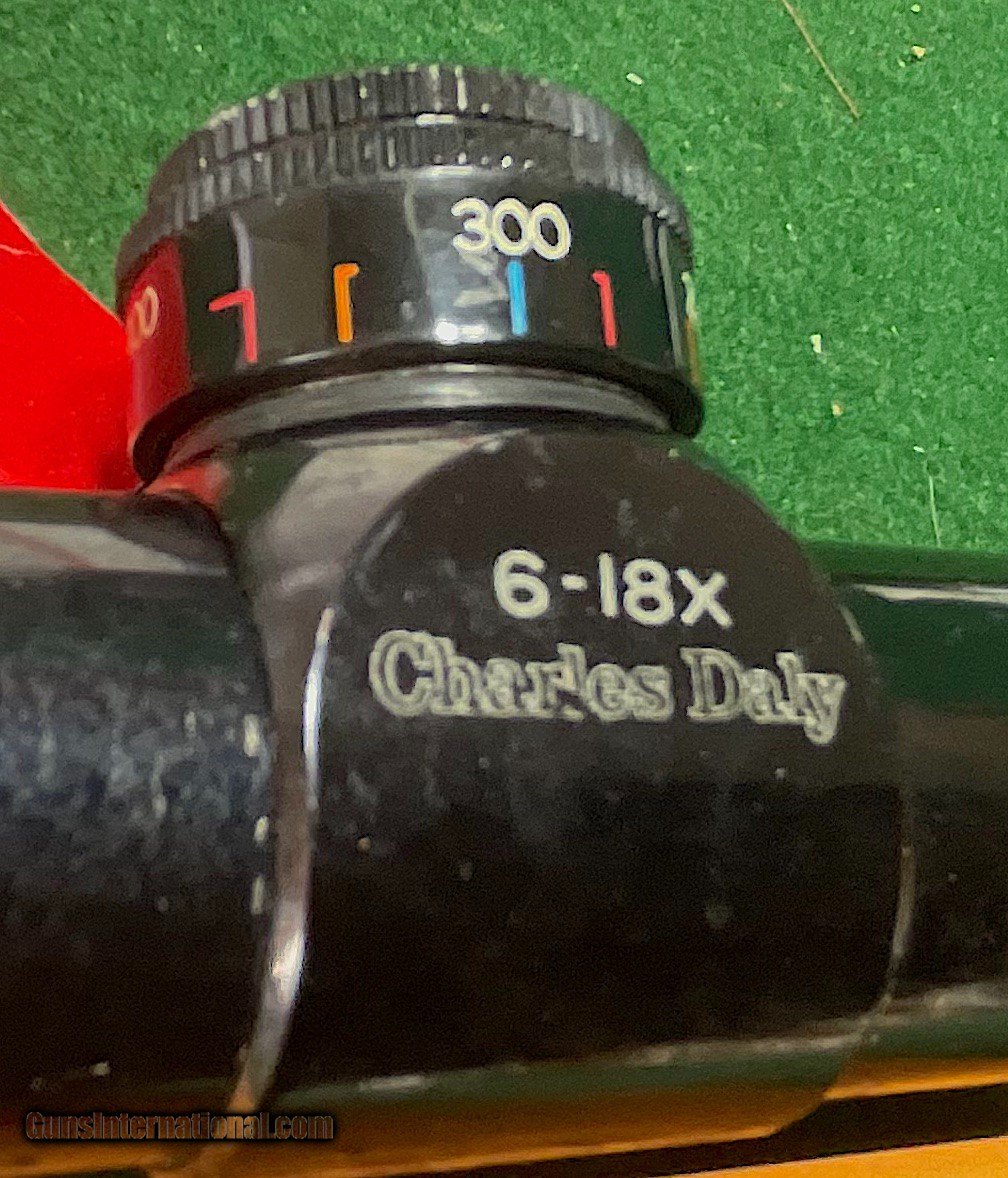 300
6-18X
Charles Daly
GunsInternational.com